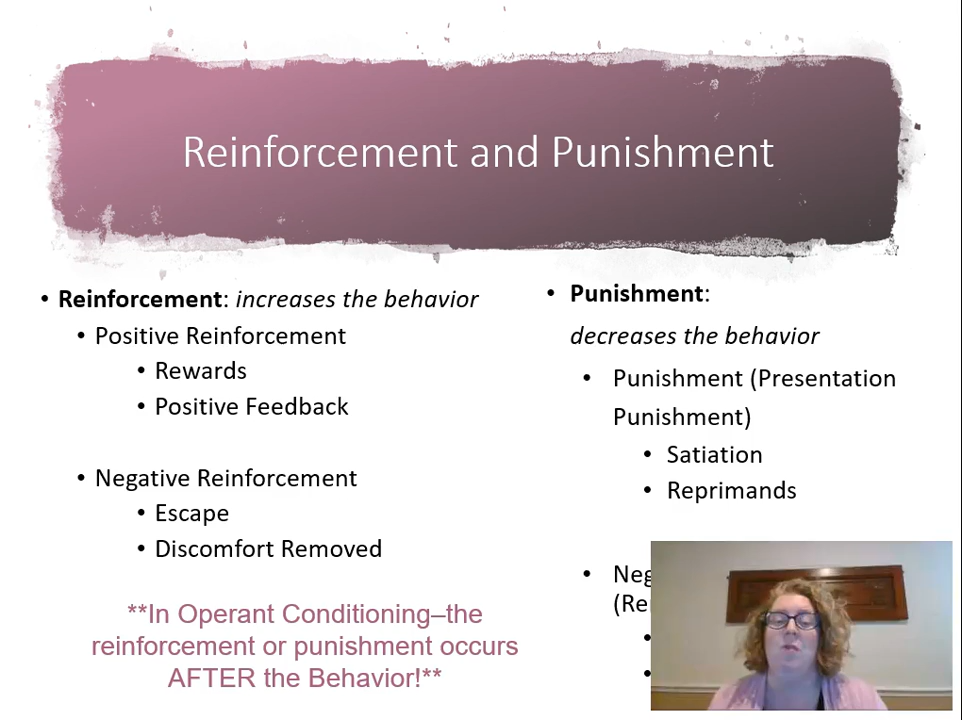 Reinforcement and Punishment
• Reinforcement: increases the behavior
• Positive Reinforcement
• Rewards
• Positive Feedback
• Negative Reinforcement
• Escape
• Discomfort Removed
**In Operant Conditioning–the
reinforcement or punishment occurs
AFTER the Behavior!**
• Punishment:
decreases the behavior
• Punishment (Presentation
Punishment)
• Satiation
• Reprimands